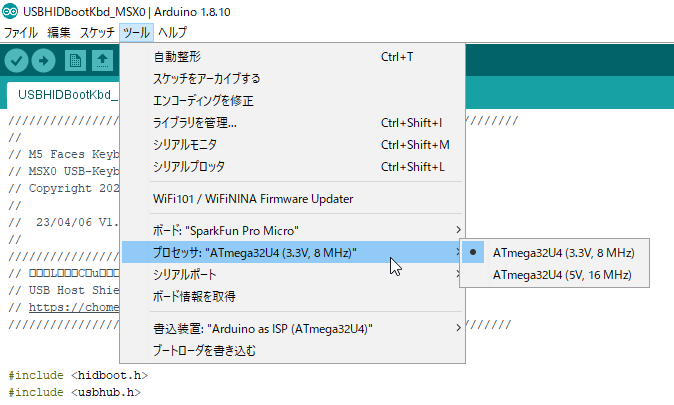 USBHIDBootKbd_MSX0 | Arduino 1.8.10
ファイル 編集 スケッチ ツール ヘルプ
USBHIDBootKbd_
自動整形 Ctrl+T
スケッチをアーカイブする
エンコーディングを修正
ライブラリを管理... Ctrl+Shift+I
シリアルモニタ Ctrl+Shift+M
シリアルプロッタ Ctrl+Shift+L
WiFi101 / WiFiNINA Firmware Updater
ボード: "SparkFun Pro Micro"
プロセッサ: "ATmega32U4 (3.3V, 8 MHz)"
シリアルポート
ボード情報を取得
書込装置: "Arduino as ISP (ATmega32U4)"
ブートローダを書き込む
ATmega32U4 (3.3V, 8 MHz)
ATmega32U4 (5V, 16 MHz)
//
// M5 Faces Keyb
// MSX0 USB-Keyb
// Copyright 202
//
// 23/04/06 V1.
//
// □□□L□□□C□u□□□
// USB Host Shie
// https://chome
#include <hidboot.h>
#include <usbhub.h>